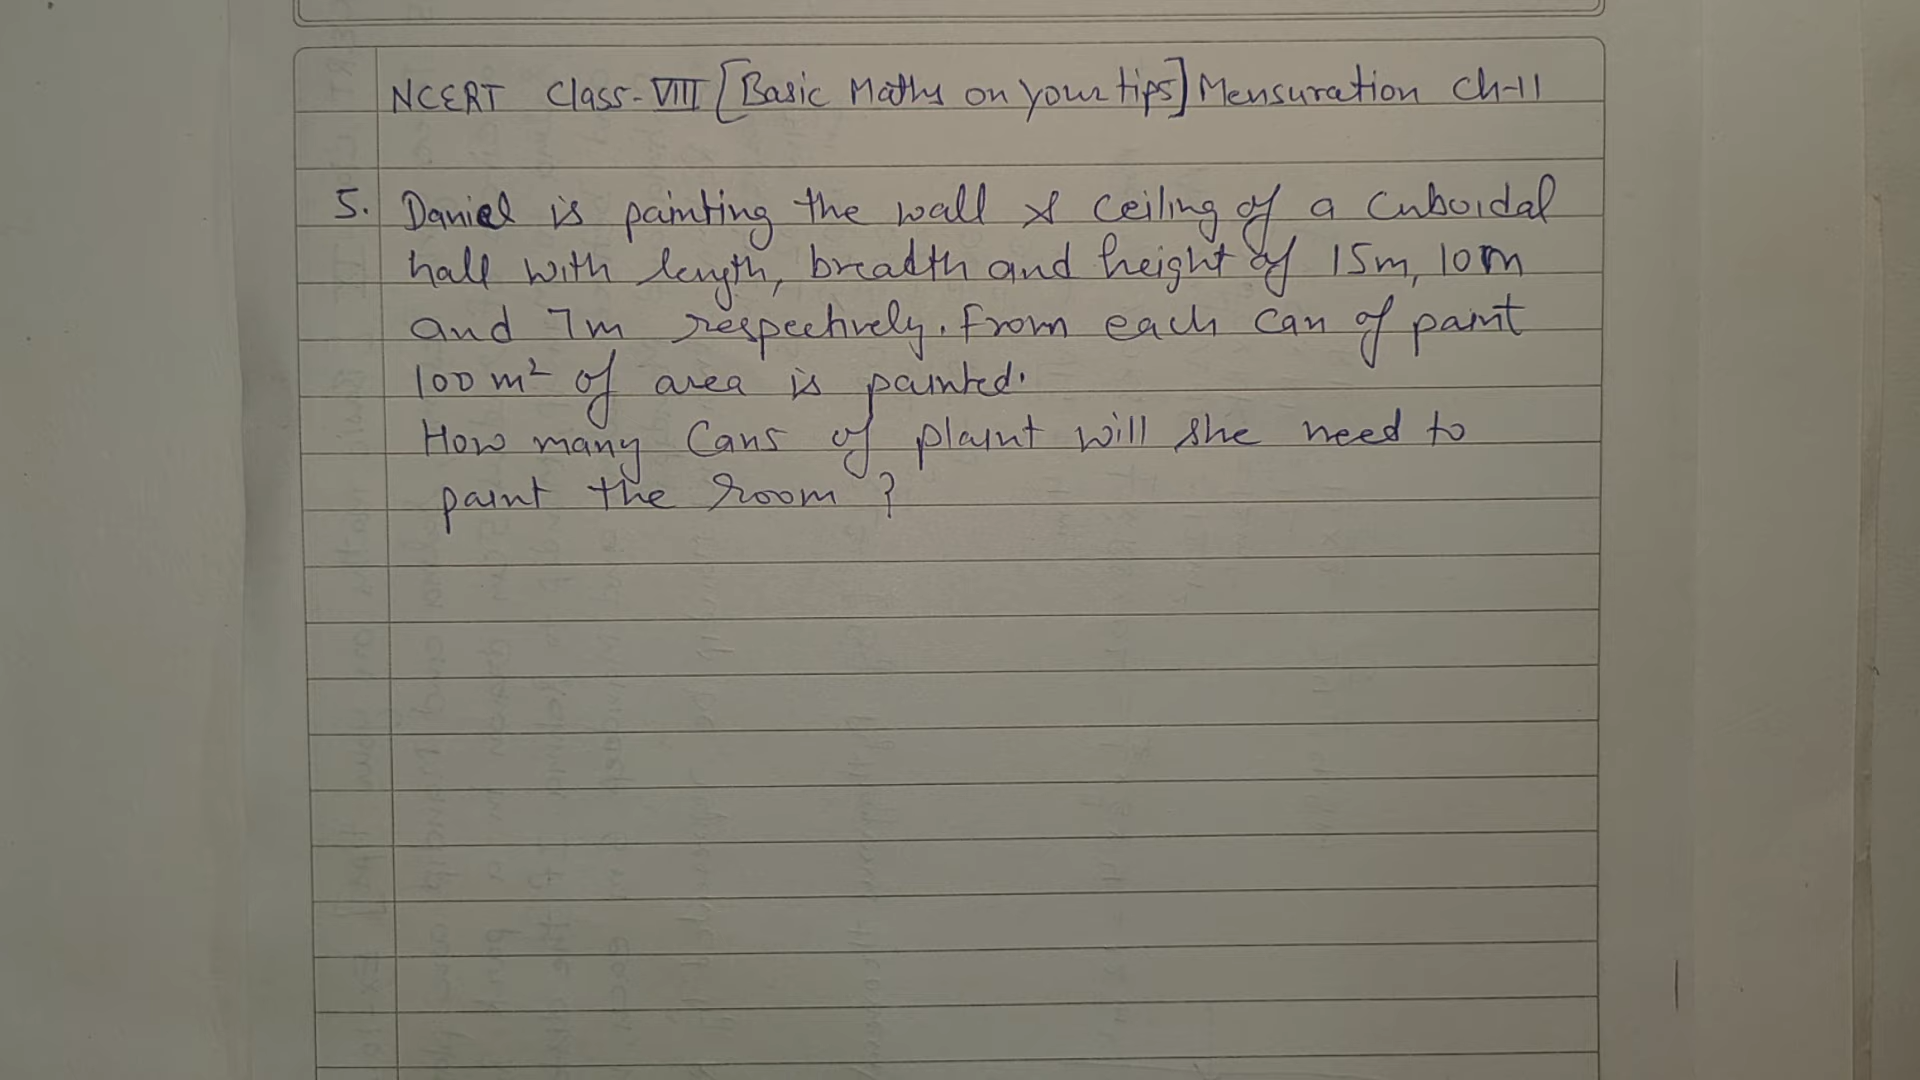 NCERT Class-VIII [Basic Maths on your tips] Mensuration Ch-11
5. Daniel is painting the wall & ceiling of a cuboidal
hall with length, breadth and height of 15m, 10m
and 7m respectively. From each can of paint
100 m² of area is painted.
How many cans of plaint will she need to
paint the room ?